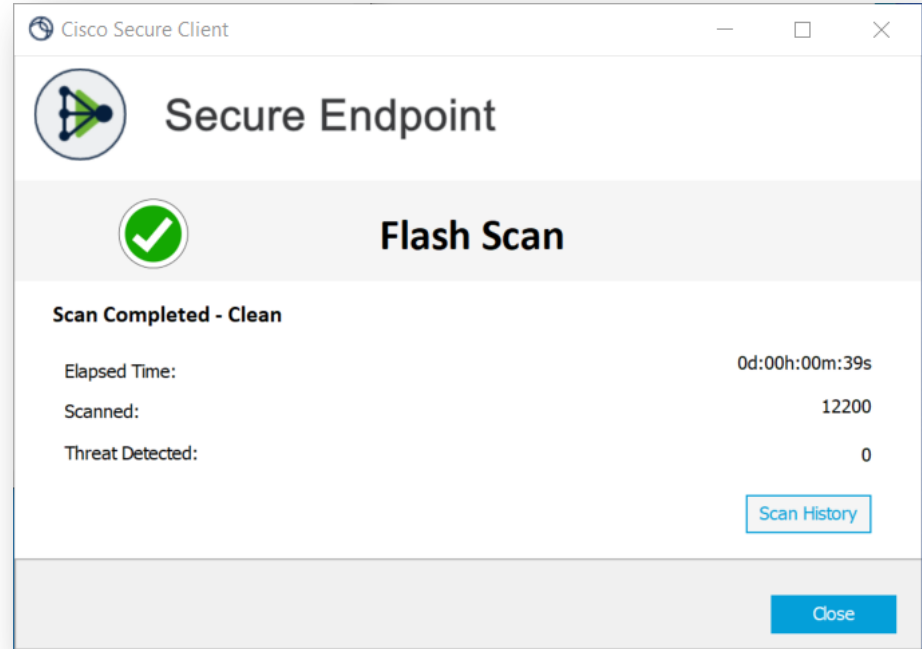 Cisco Secure Client
Secure Endpoint
Flash Scan
Scan Completed - Clean
Elapsed Time: 0d:00h:00m:39s
Scanned: 12200
Threat Detected: 0
Scan History
Close